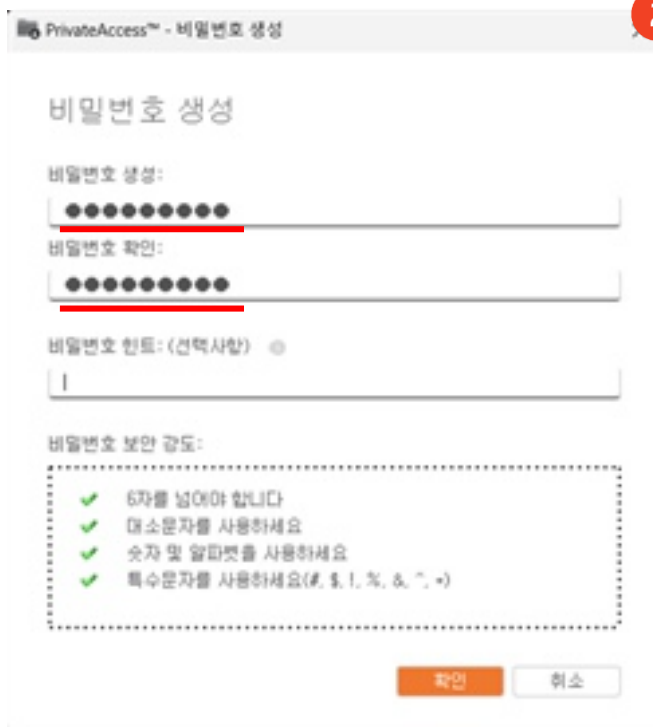 PrivateAccess™ - 비밀번호 생성
비밀번호 생성
비밀번호 생성:
●●●●●●●●●
비밀번호 확인:
●●●●●●●●●
비밀번호 힌트: (선택사항)
비밀번호 보안 강도:
6자를 넘어야 합니다
대소문자를 사용하세요
숫자 및 알파벳을 사용하세요
특수문자를 사용하세요(#, $, !, %, &, ^, *)
확인 취소